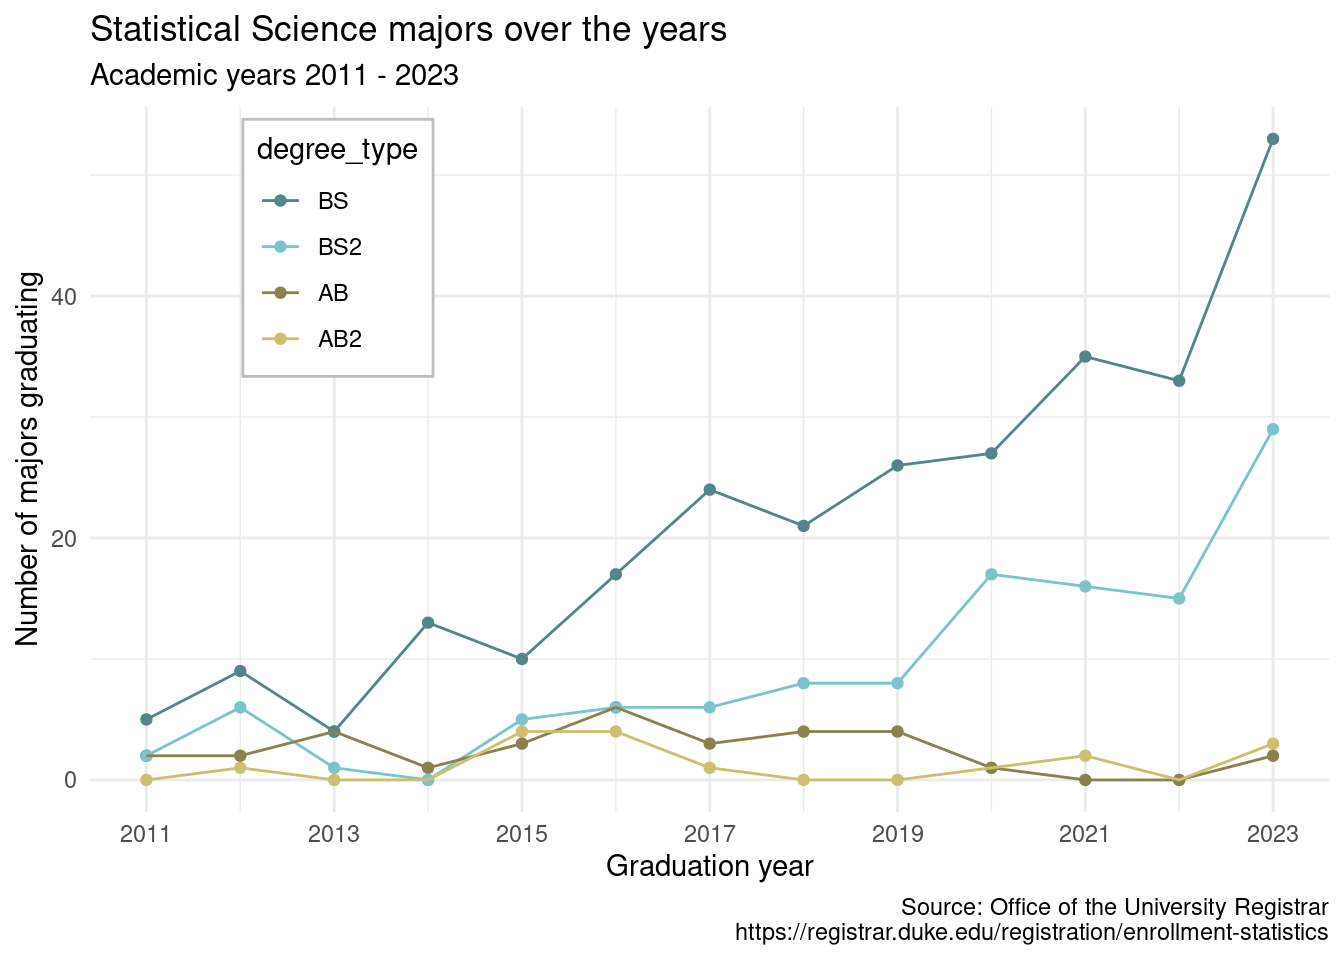 Statistical Science majors over the years
Academic years 2011 - 2023
degree_type
BS
BS2
AB
AB2
Number of majors graduating
40
20
0
2011 2013 2015 2017 2019 2021 2023
Graduation year
Source: Office of the University Registrar
https://registrar.duke.edu/registration/enrollment-statistics